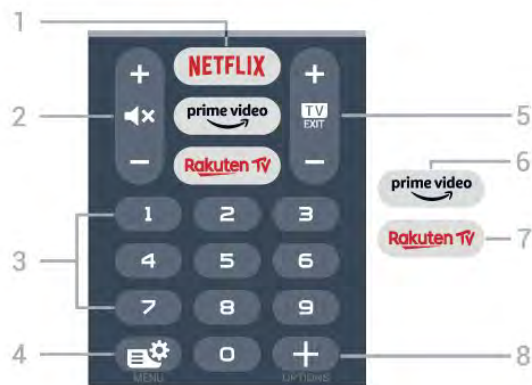 1
NETFLIX
+ +
2 prime video TV 5
EXIT
- - 6
Rakuten TV prime video
1 2 3 Rakuten TV 7
3 4 5 6
7 8 9
4 0 + 8
MENU OPTIONS